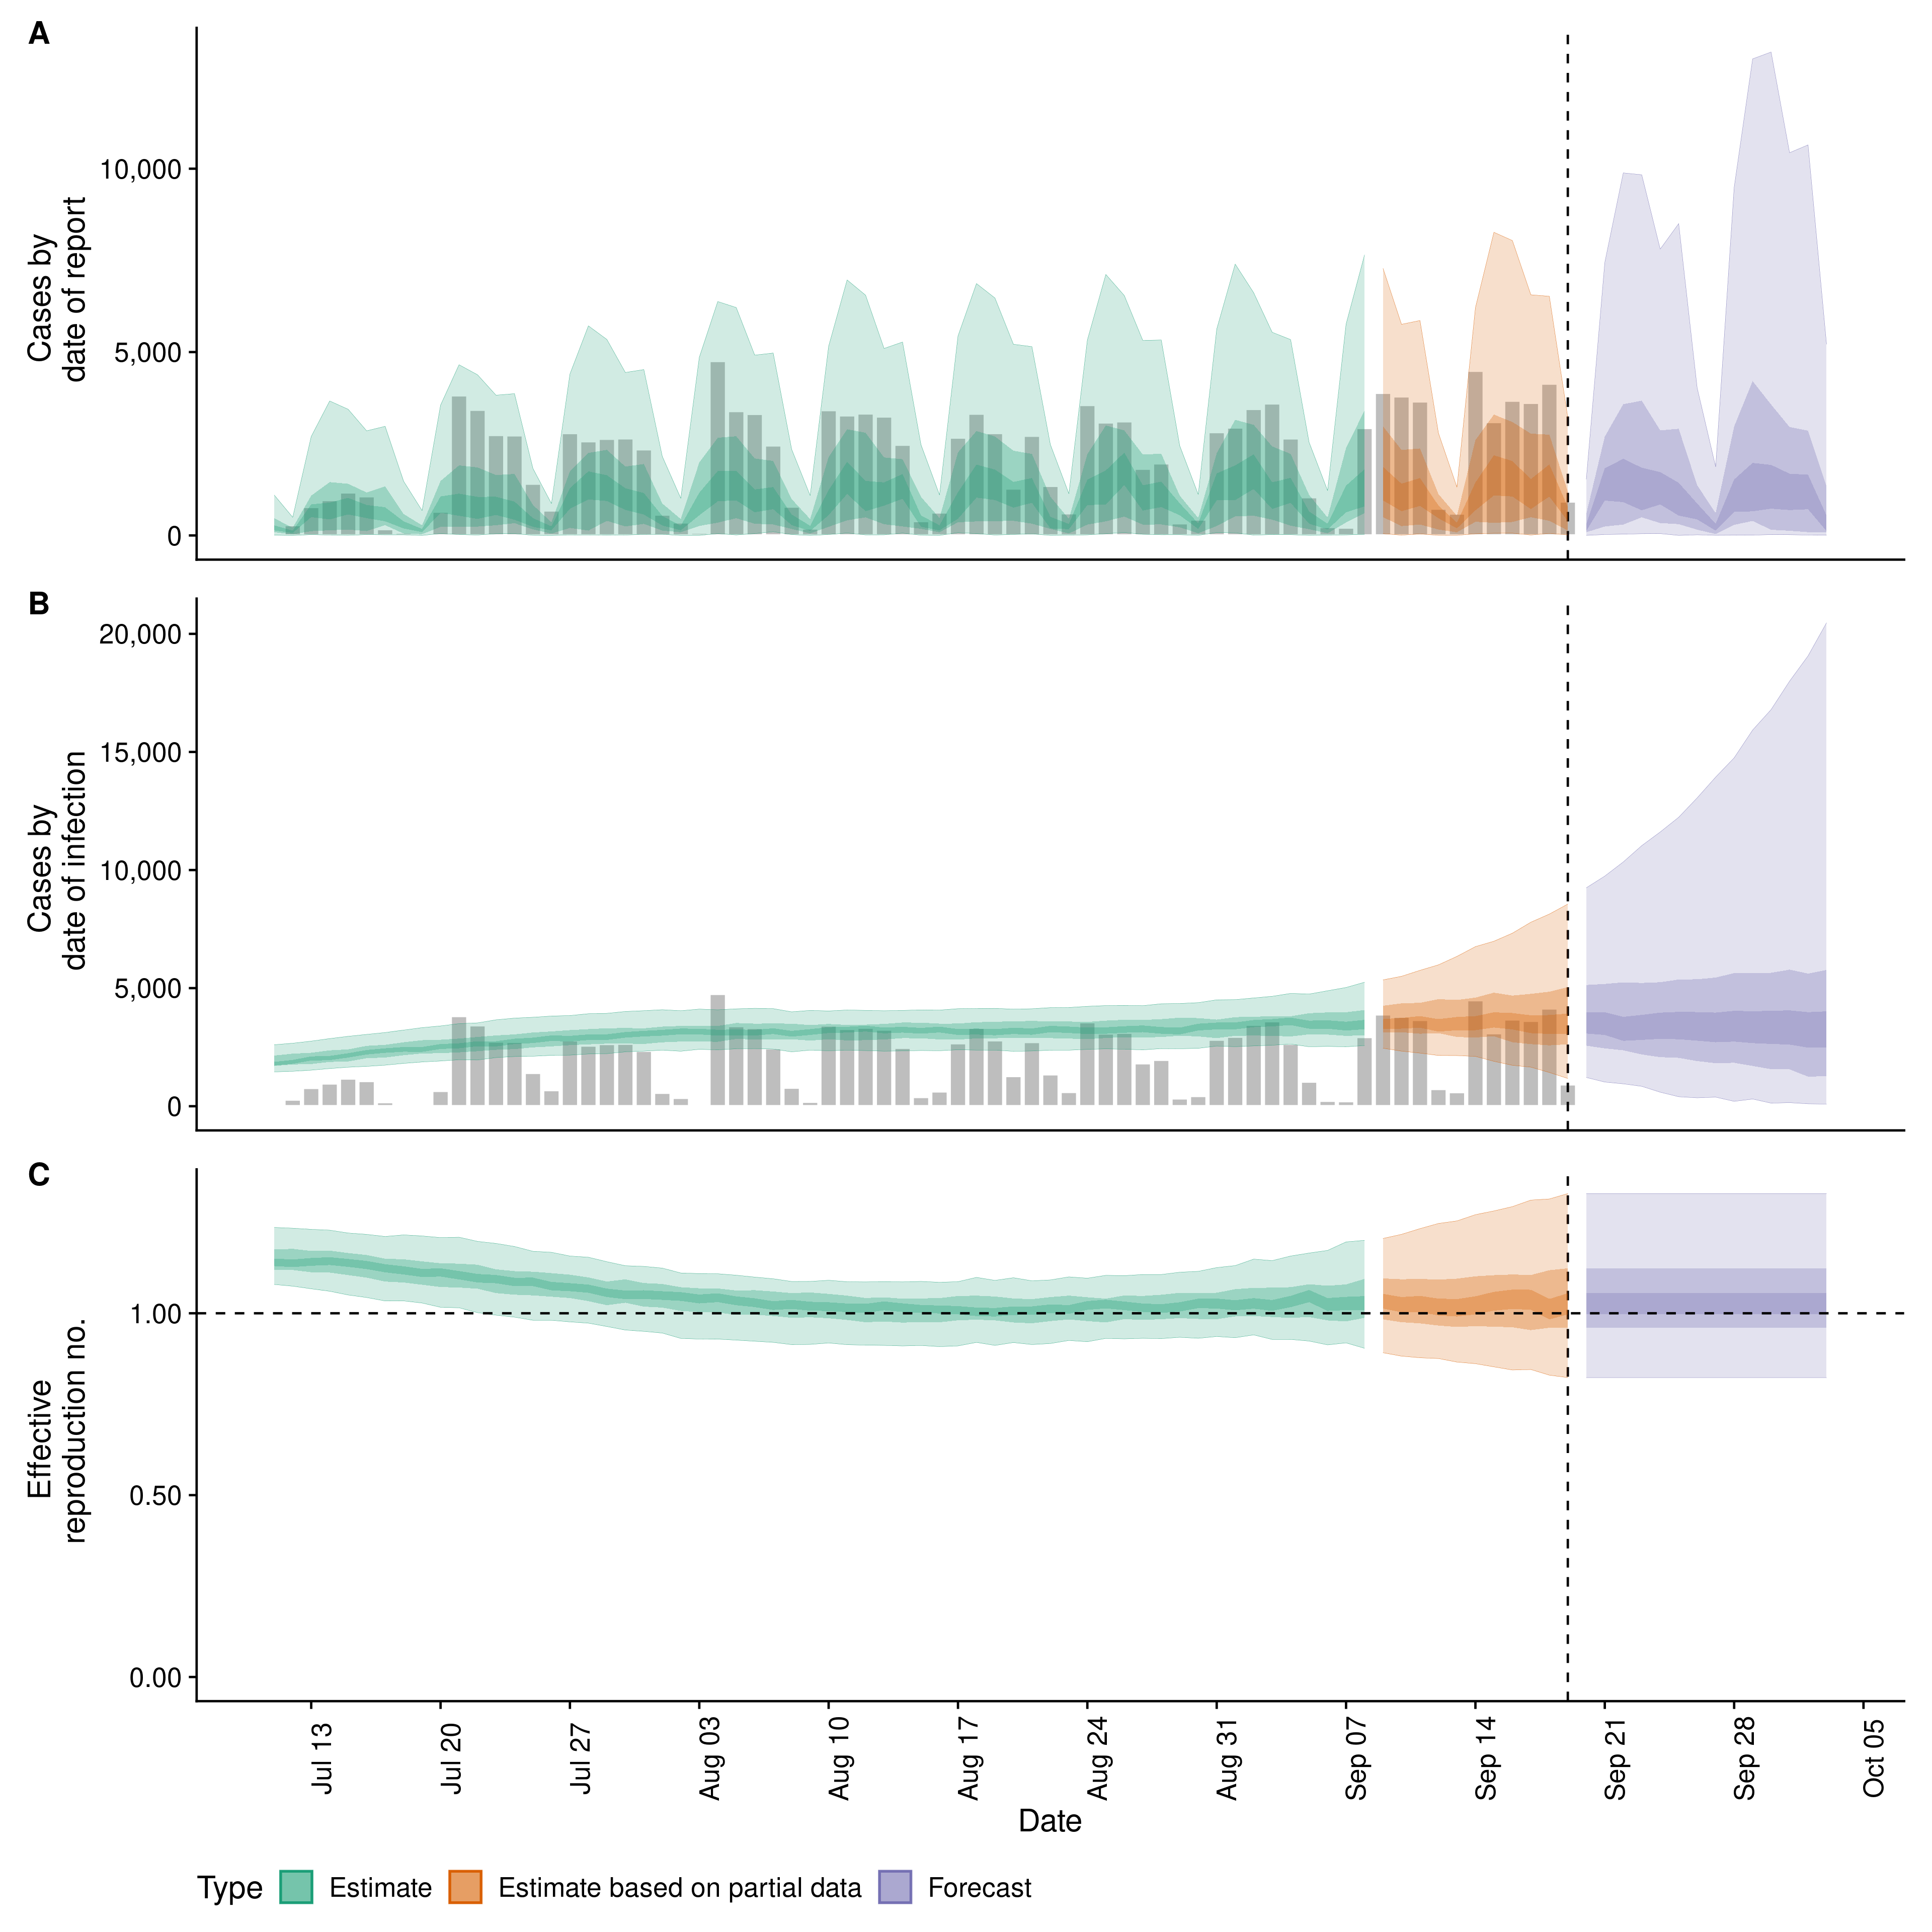 A
Cases by
date of report
10,000
5,000
0
B
Cases by
date of infection
20,000
15,000
10,000
5,000
0
C
Effective
reproduction no.
1.00
0.50
0.00
Jul 13
Jul 20
Jul 27
Aug 03
Aug 10
Aug 17
Aug 24
Aug 31
Sep 07
Sep 14
Sep 21
Sep 28
Oct 05
Date
Type Estimate Estimate based on partial data Forecast